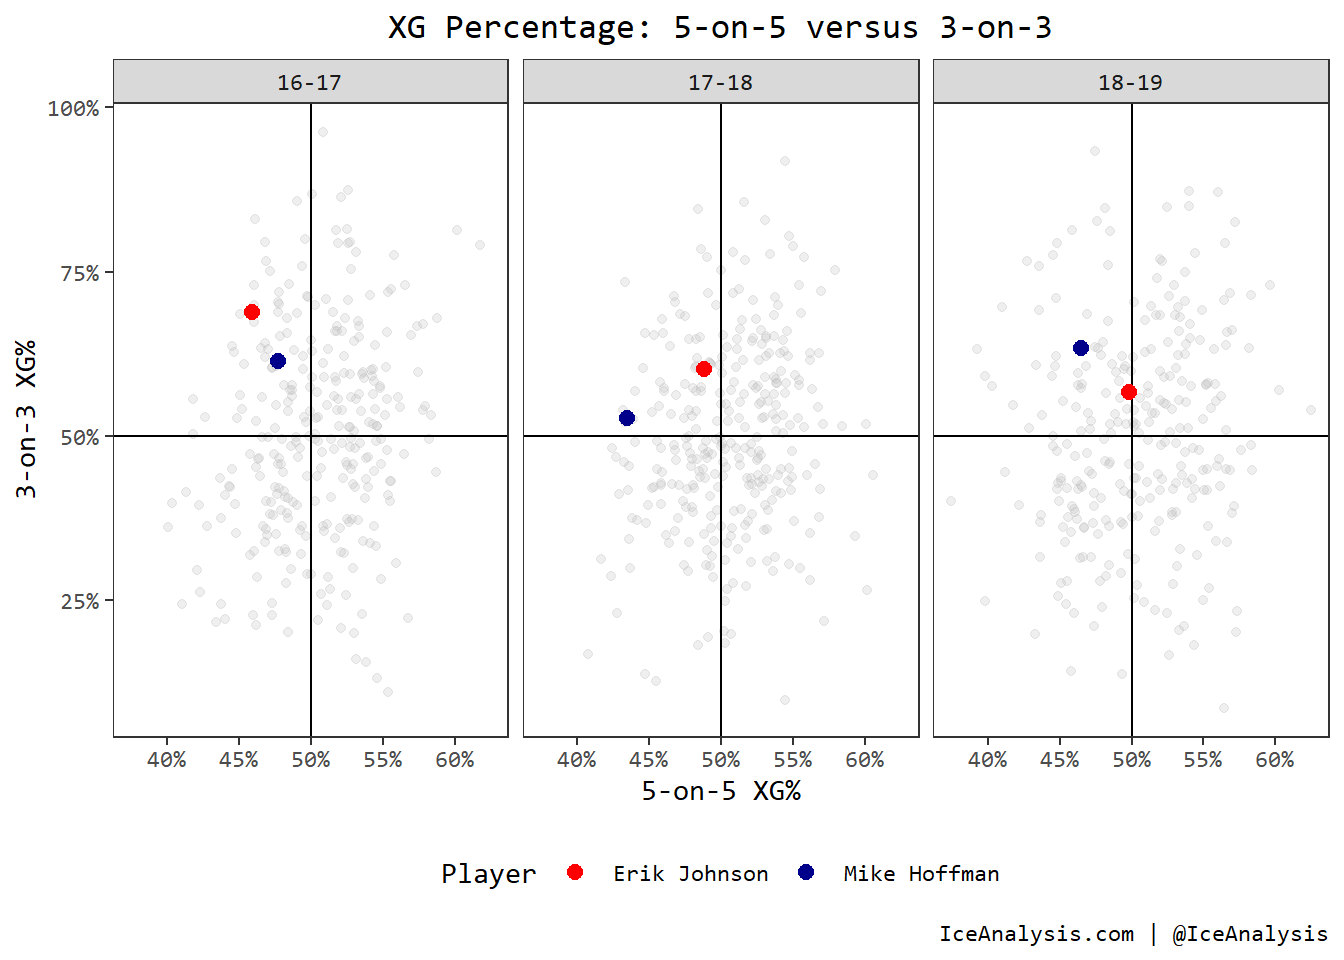 XG Percentage: 5-on-5 versus 3-on-3
16-17 17-18 18-19
100%
75%
50%
25%
3-on-3 XG%
40% 45% 50% 55% 60% 40% 45% 50% 55% 60% 40% 45% 50% 55% 60%
5-on-5 XG%
Player Erik Johnson Mike Hoffman
IceAnalysis.com | @IceAnalysis